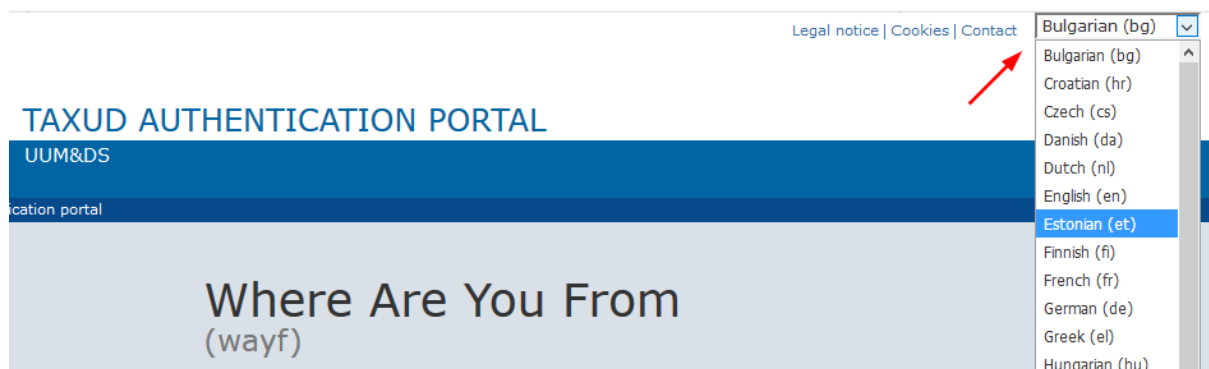 Legal notice | Cookies | Contact
Bulgarian (bg)
Bulgarian (bg)
Croatian (hr)
Czech (cs)
Danish (da)
Dutch (nl)
English (en)
Estonian (et)
Finnish (fi)
French (fr)
German (de)
Greek (el)
Hungarian (hu)
TAXUD AUTHENTICATION PORTAL
UUM&DS
ication portal
Where Are You From
(wayf)